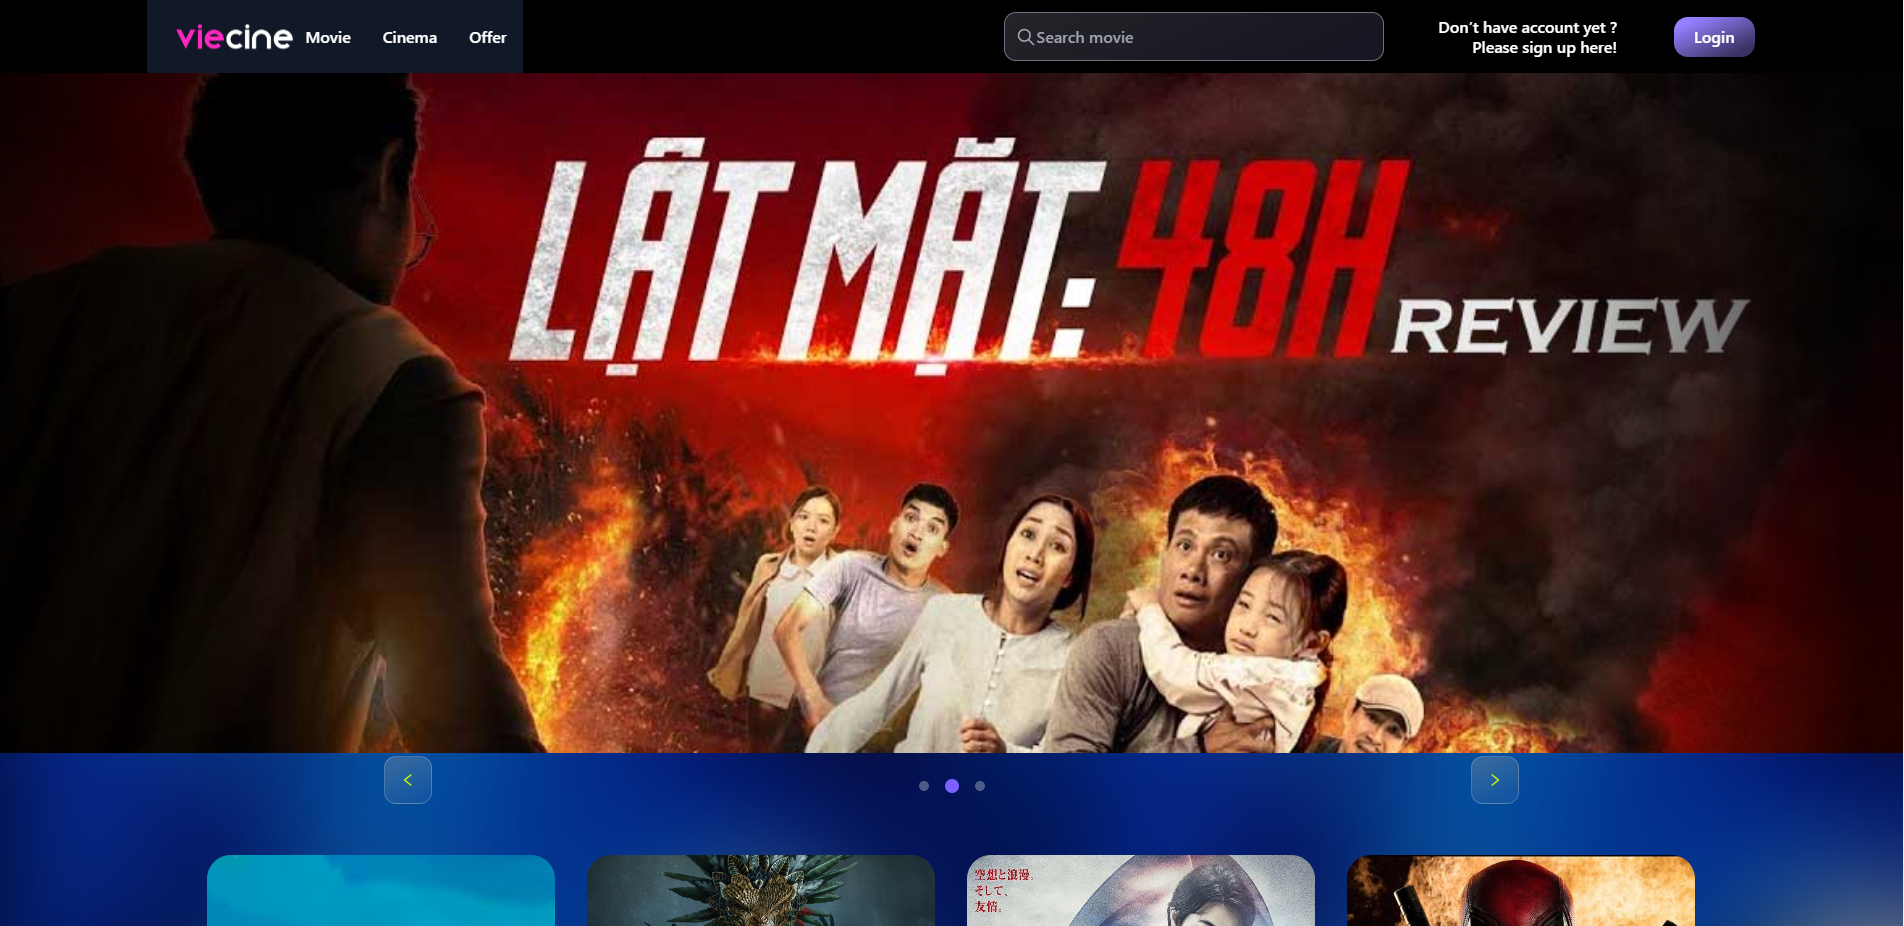 viecine
Movie
Cinema
Offer
Search movie
Don’t have account yet ?
Please sign up here!
Login
LẬT MẶT: 48H
REVIEW
空想と浪漫。
そして、
友情。